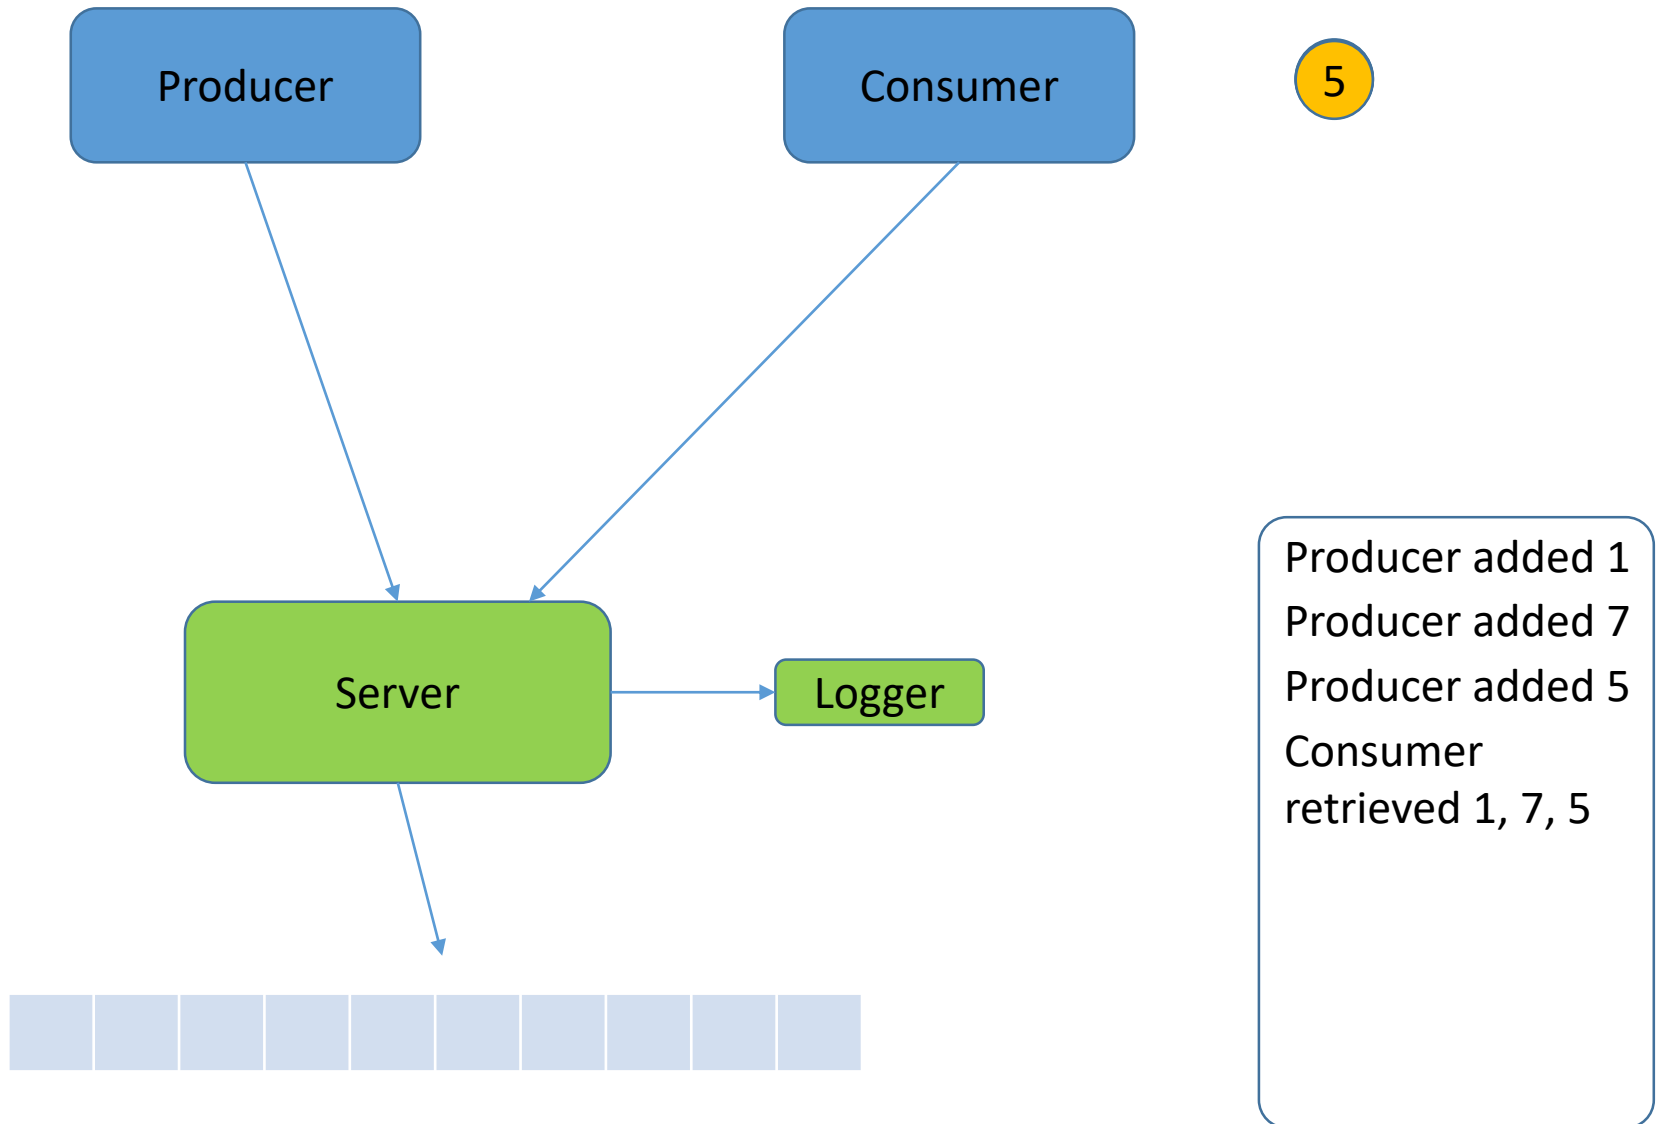 Producer
Consumer
5
Server
Logger
Producer added 1
Producer added 7
Producer added 5
Consumer
retrieved 1, 7, 5